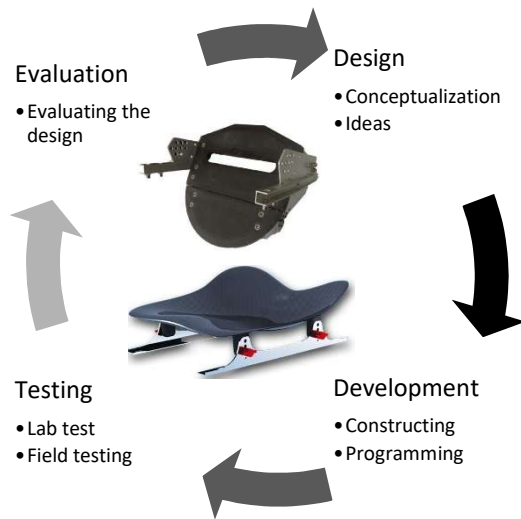 Evaluation
•Evaluating the
design
Design
•Conceptualization
•Ideas
Testing
•Lab test
•Field testing
Development
•Constructing
•Programming